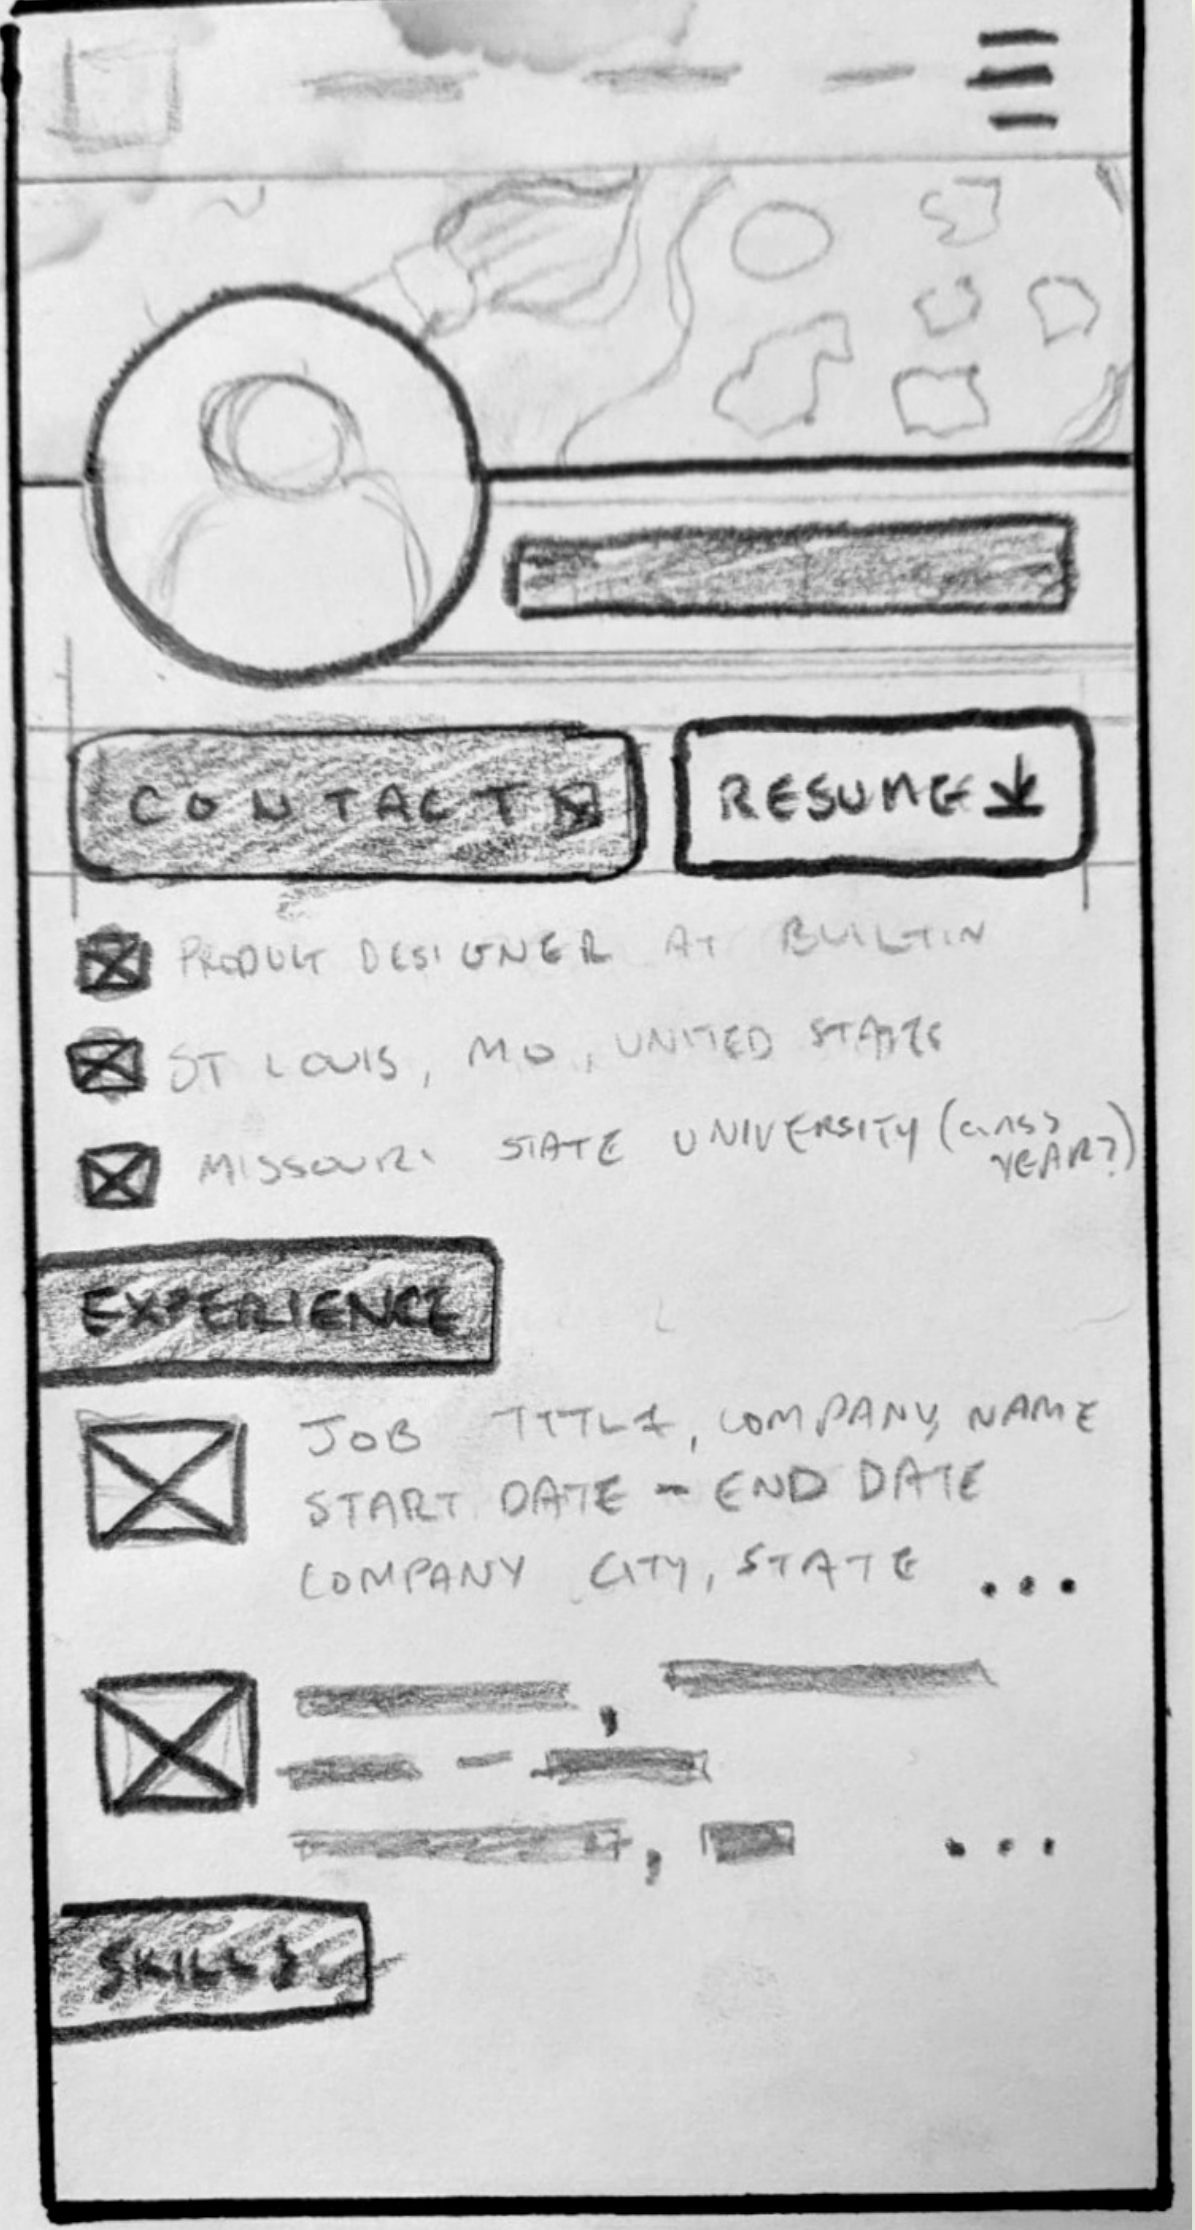 CONTACT
RESUME
PRODUCT DESIGNER AT BUILTIN
ST LOUIS, MO, UNITED STATES
MISSOURI STATE UNIVERSITY (CLASS
YEAR?)
EXPERIENCE
JOB TITLE, COMPANY NAME
START DATE - END DATE
COMPANY CITY, STATE ...
, 
-
, ...
SKILLS